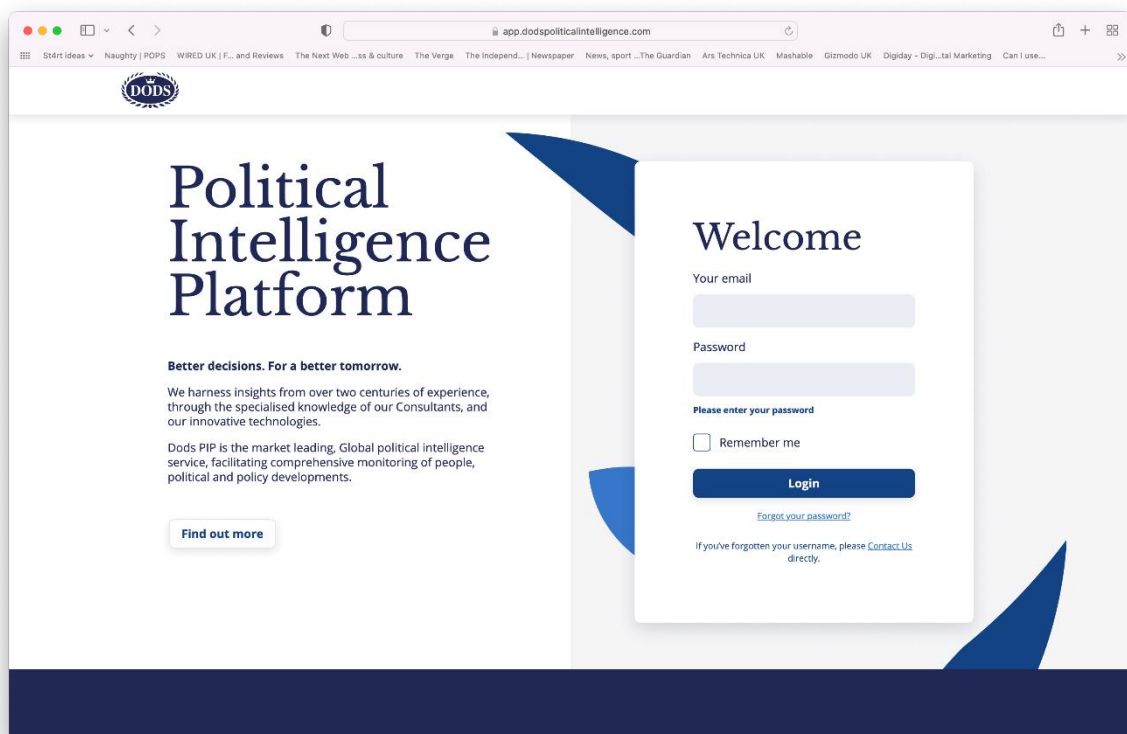 app.dodspoliticalintelligence.com
St4rt ideas Naughty | POPS WIRED UK | F... and Reviews The Next Web ...ss & culture The Verge The Independ... | Newspaper News, sport ...The Guardian Ars Technica UK Mashable Gizmodo UK Digiday – Digi...tal Marketing Can I use...
DODS
Political
Intelligence
Platform
Better decisions. For a better tomorrow.
We harness insights from over two centuries of experience,
through the specialised knowledge of our Consultants, and
our innovative technologies.
Dods PIP is the market leading, Global political intelligence
service, facilitating comprehensive monitoring of people,
political and policy developments.
Find out more
Welcome
Your email
Password
Please enter your password
Remember me
Login
Forgot your password?
If you've forgotten your username, please Contact Us
directly.